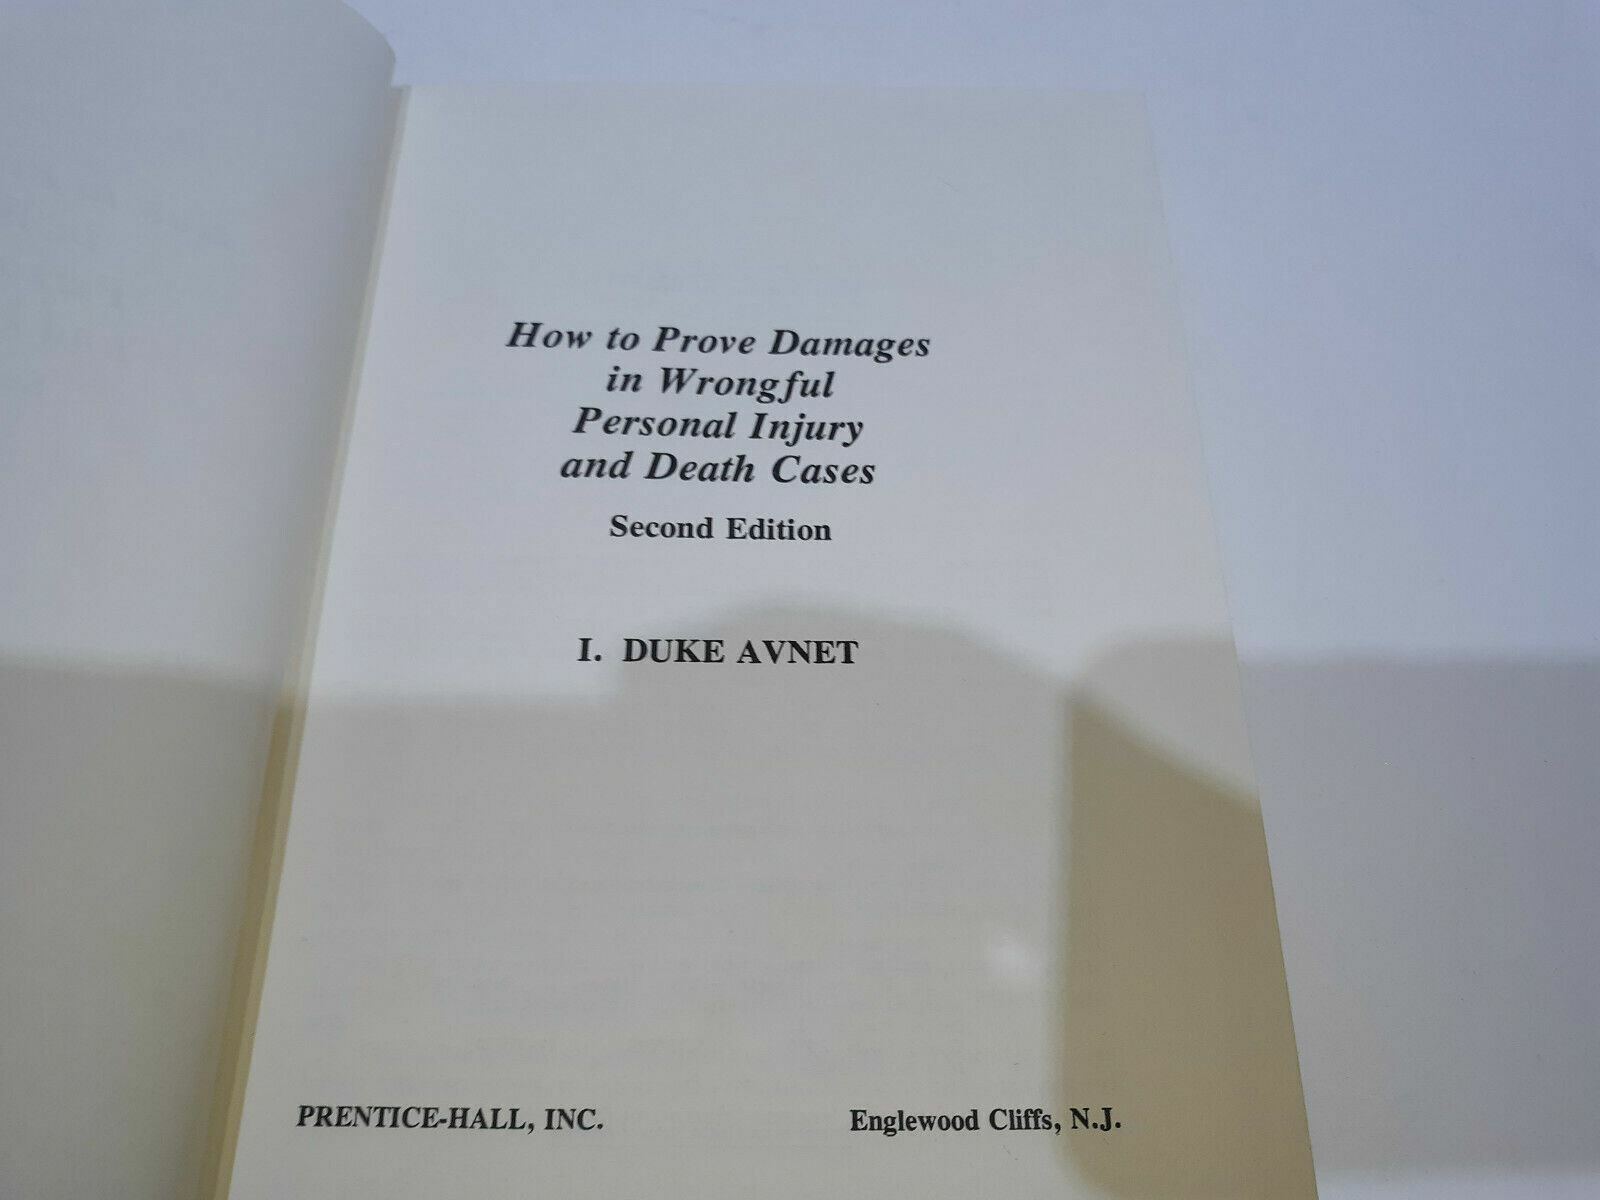 How to Prove Damages
in Wrongful
Personal Injury
and Death Cases
Second Edition
I. DUKE AVNET
PRENTICE-HALL, INC. Englewood Cliffs, N.J.